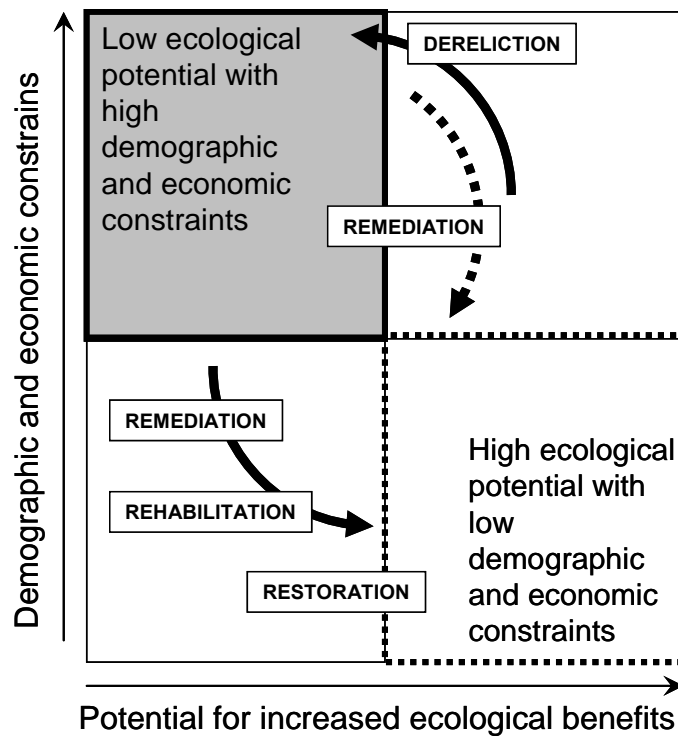 Low ecological
potential with
high
demographic
and economic
constraints
DERELICTION
REMEDIATION
REMEDIATION
REHABILITATION
RESTORATION
High ecological
potential with
low
demographic
and economic
constraints
Demographic and economic constrains
Potential for increased ecological benefits